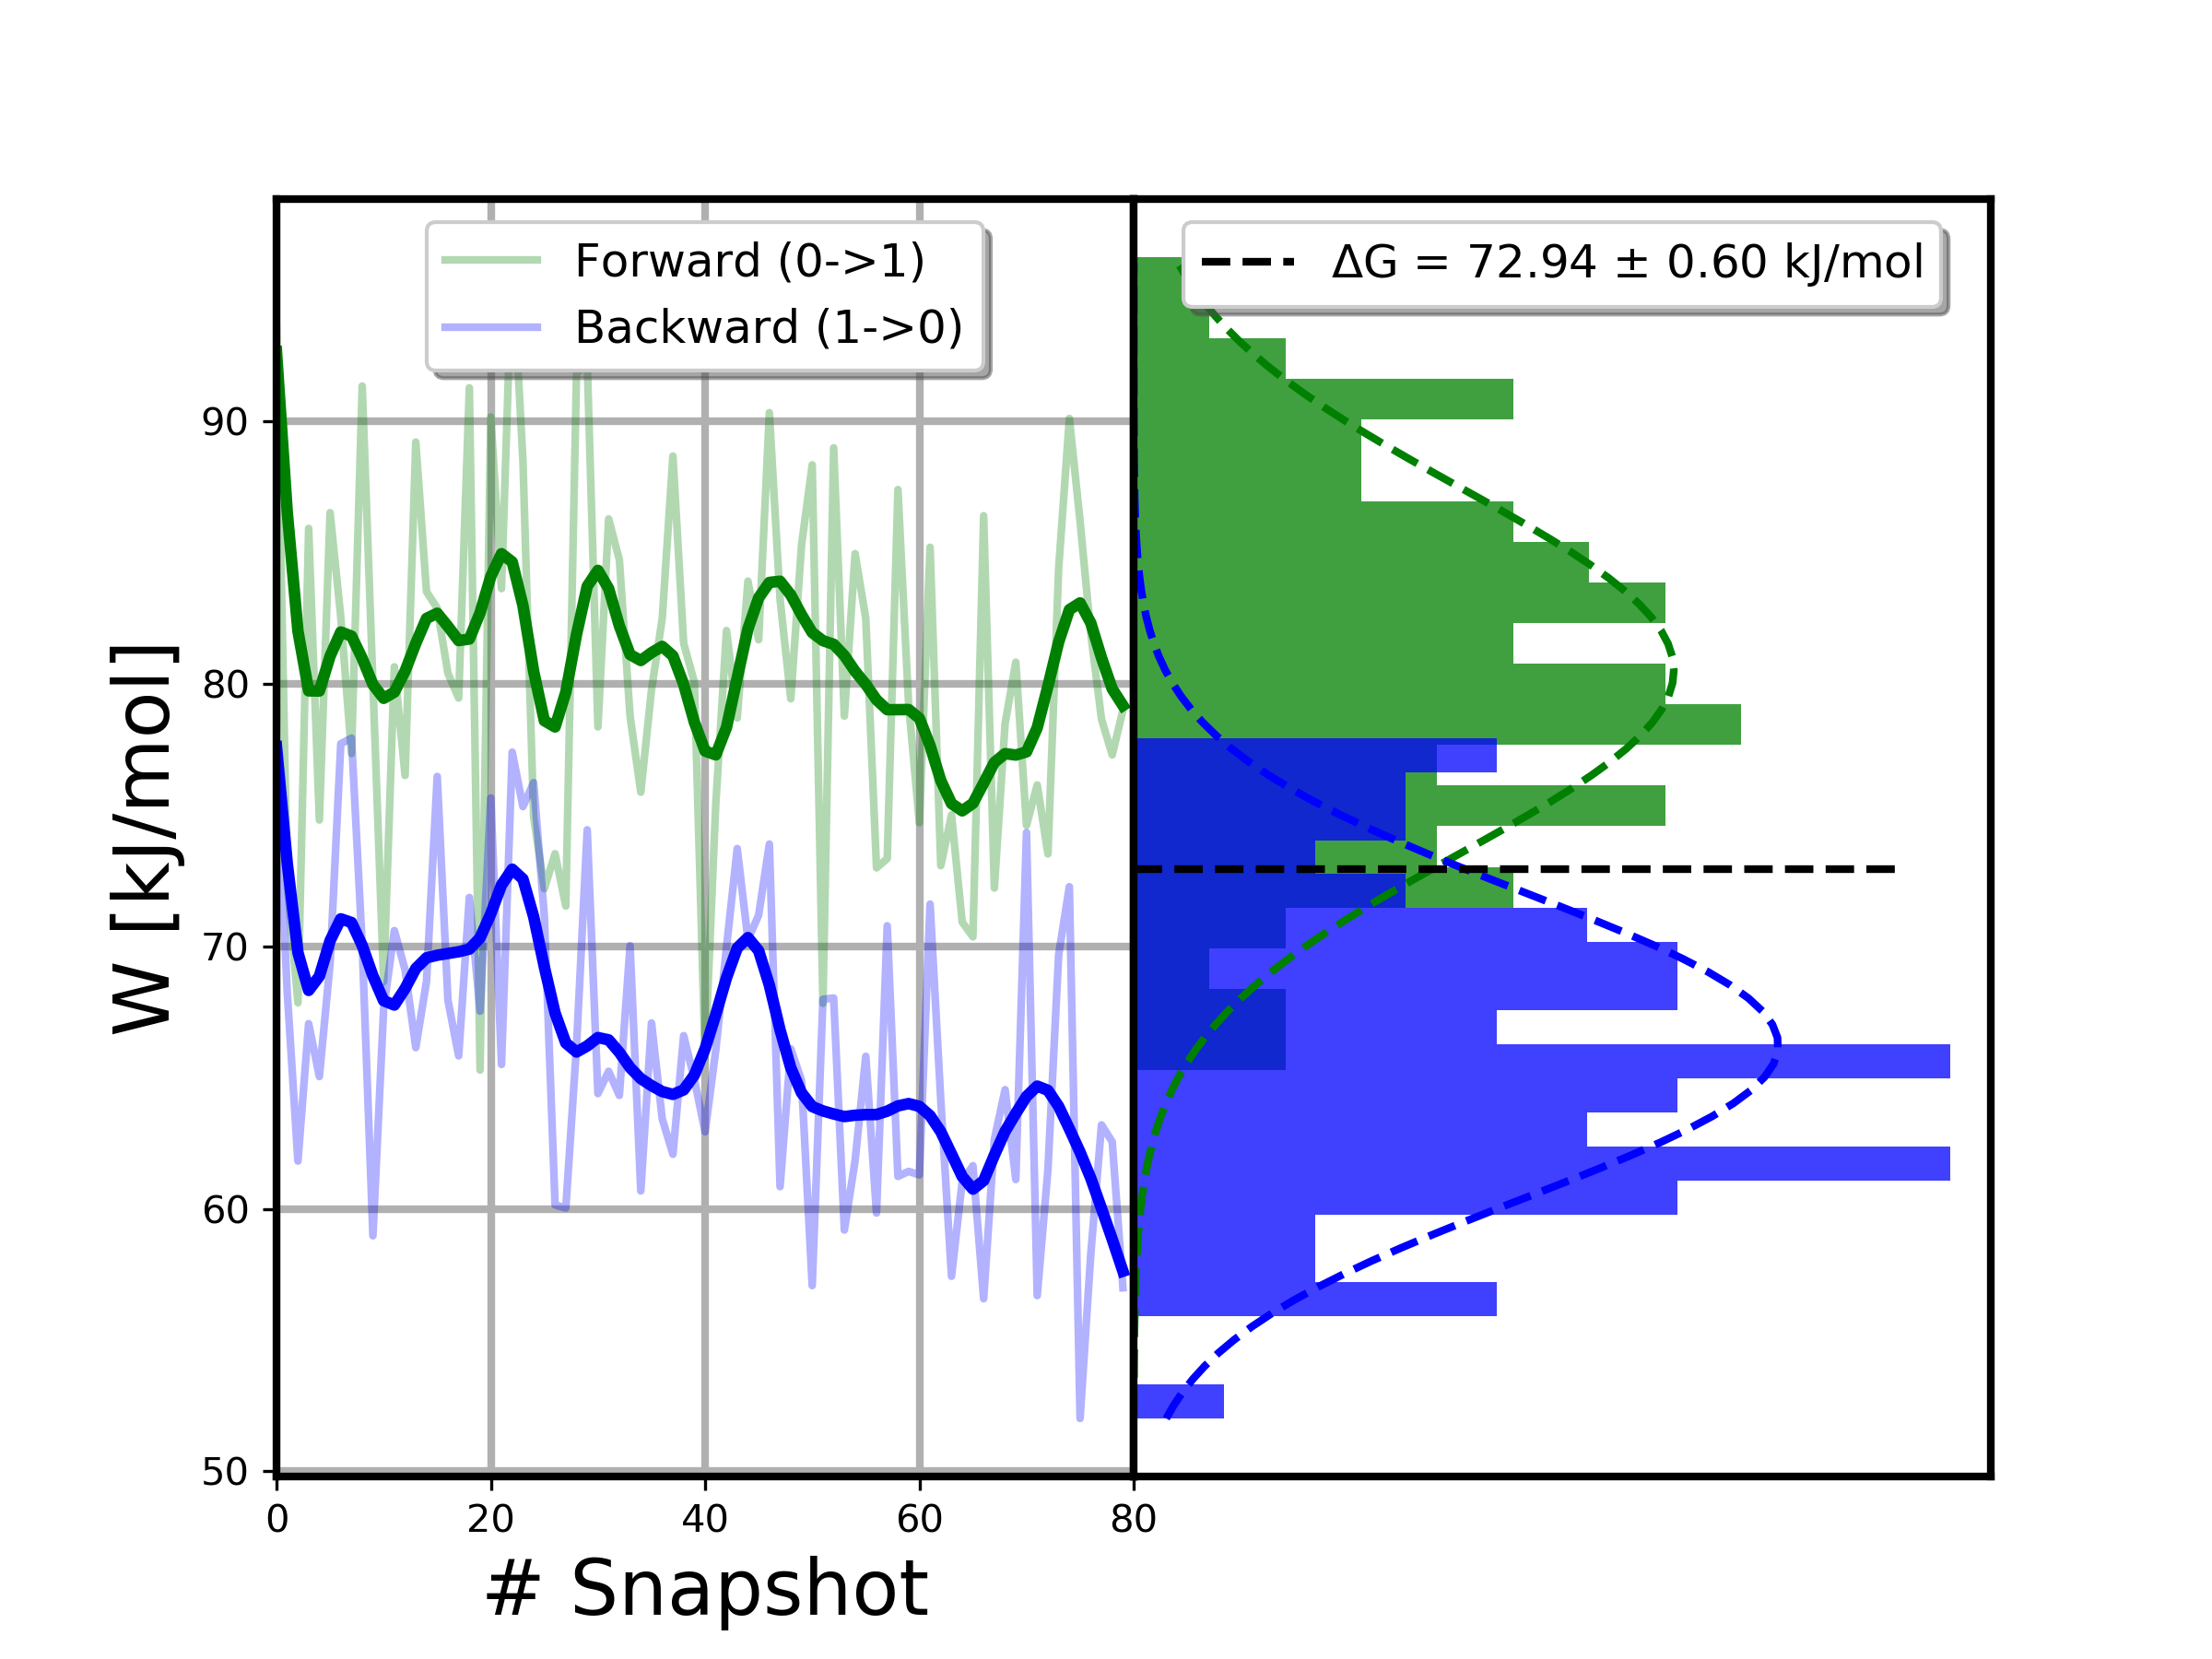 Forward (0->1)
Backward (1->0)
ΔG = 72.94 ± 0.60 kJ/mol
W [kJ/mol]
90
80
70
60
50
0 20 40 60 80
# Snapshot